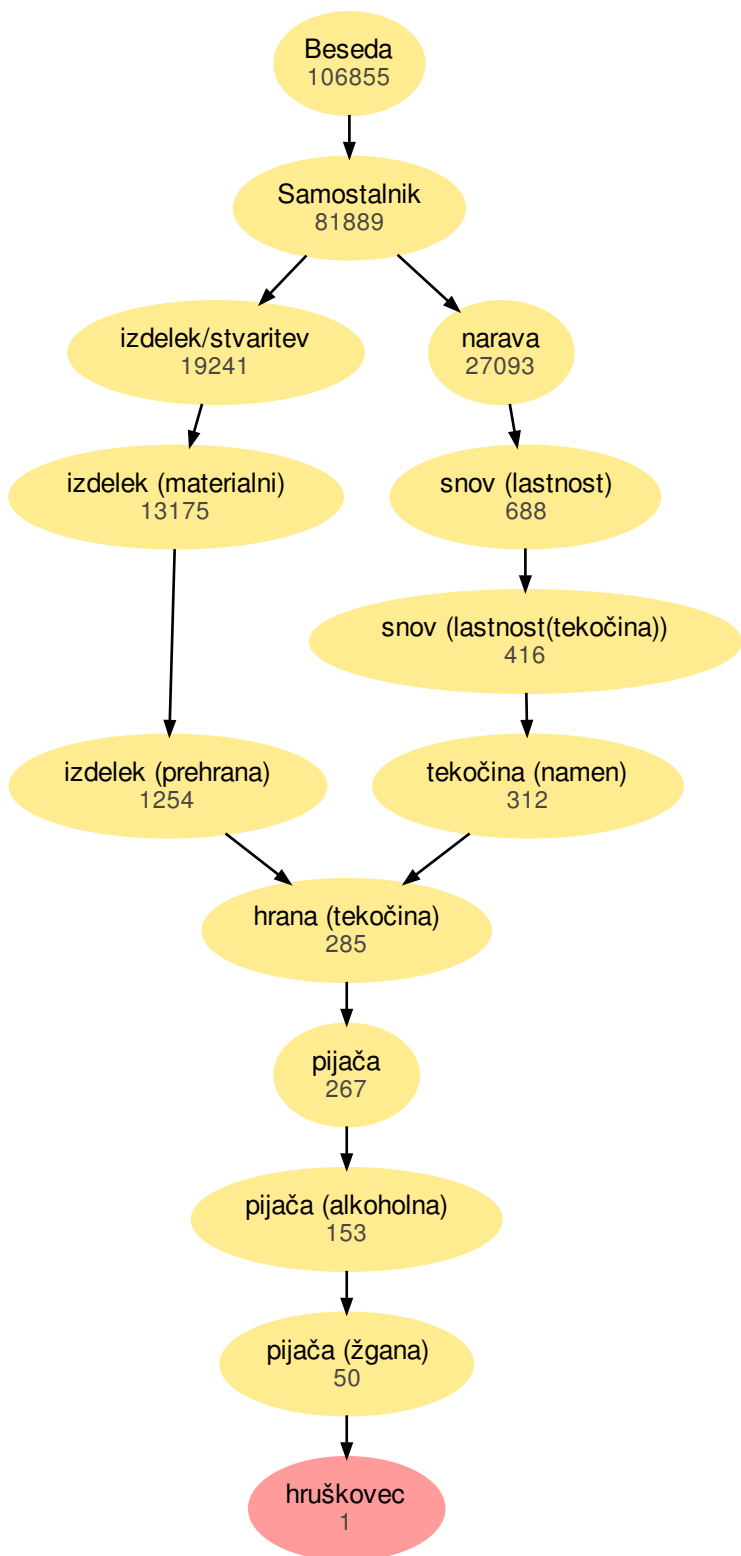 Beseda
106855
Samostalnik
81889
izdelek/stvaritev
19241
narava
27093
izdelek (materialni)
13175
snov (lastnost)
688
snov (lastnost(tekočina))
416
izdelek (prehrana)
1254
tekočina (namen)
312
hrana (tekočina)
285
pijača
267
pijača (alkoholna)
153
pijača (žgana)
50
hruškovec
1